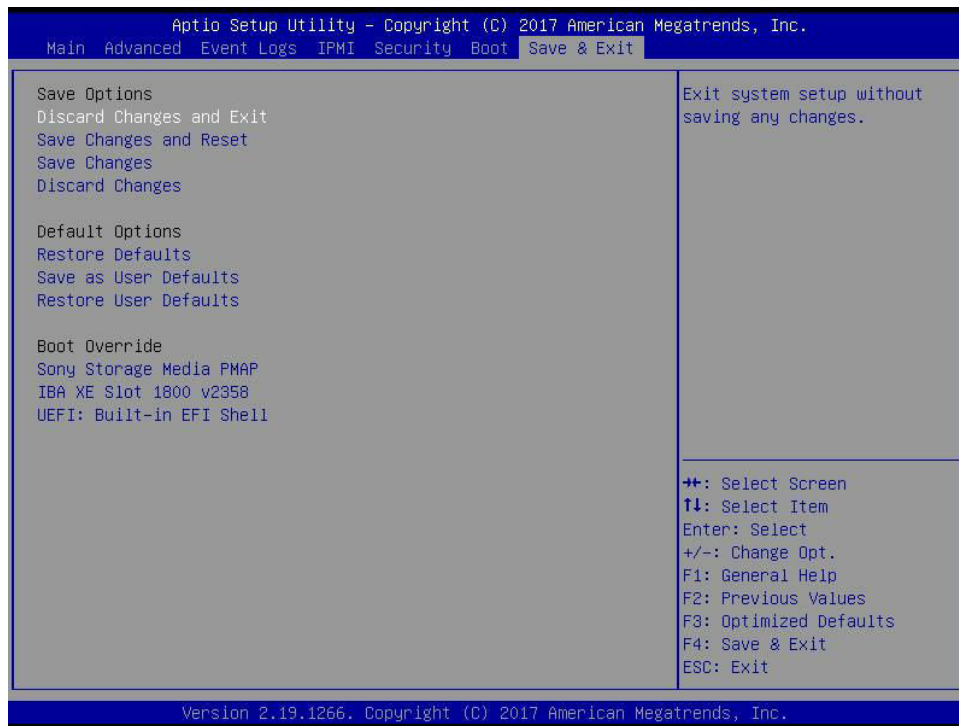 Aptio Setup Utility – Copyright (C) 2017 American Megatrends, Inc.
Main Advanced Event Logs IPMI Security Boot Save & Exit
Save Options
Discard Changes and Exit
Save Changes and Reset
Save Changes
Discard Changes
Default Options
Restore Defaults
Save as User Defaults
Restore User Defaults
Boot Override
Sony Storage Media PMAP
IBA XE Slot 1800 v2358
UEFI: Built-in EFI Shell
Exit system setup without
saving any changes.
→←: Select Screen
↑↓: Select Item
Enter: Select
+/-: Change Opt.
F1: General Help
F2: Previous Values
F3: Optimized Defaults
F4: Save & Exit
ESC: Exit
Version 2.19.1266. Copyright (C) 2017 American Megatrends, Inc.